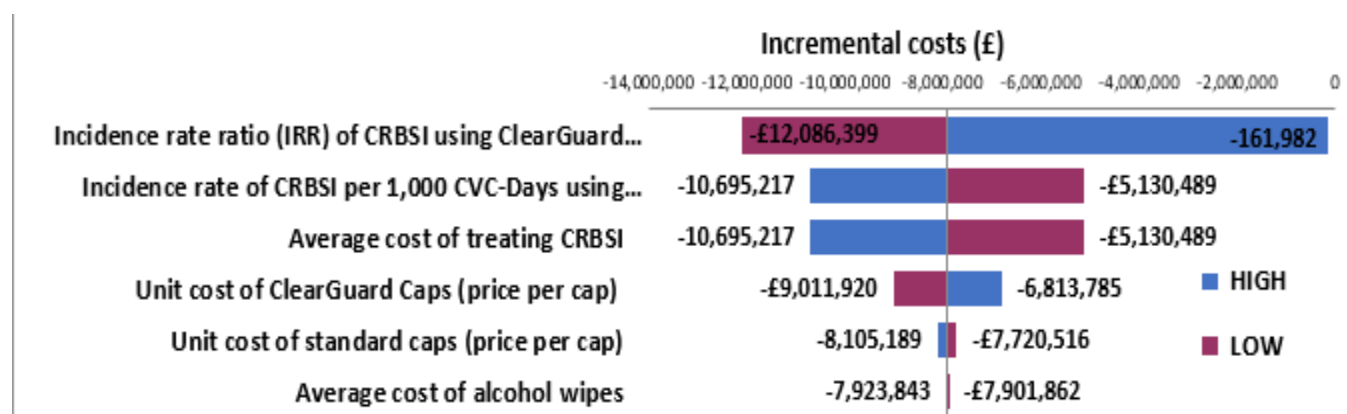 Incremental costs (£)
-14,000,000 -12,000,000 -10,000,000 -8,000,000 -6,000,000 -4,000,000 -2,000,000 0
Incidence rate ratio (IRR) of CRBSI using ClearGuard... -£12,086,399 -161,982
Incidence rate of CRBSI per 1,000 CVC-Days using... -10,695,217 -£5,130,489
Average cost of treating CRBSI -10,695,217 -£5,130,489
Unit cost of ClearGuard Caps (price per cap) -£9,011,920 -6,813,785 HIGH
Unit cost of standard caps (price per cap) -8,105,189 -£7,720,516 LOW
Average cost of alcohol wipes -7,923,843 -£7,901,862